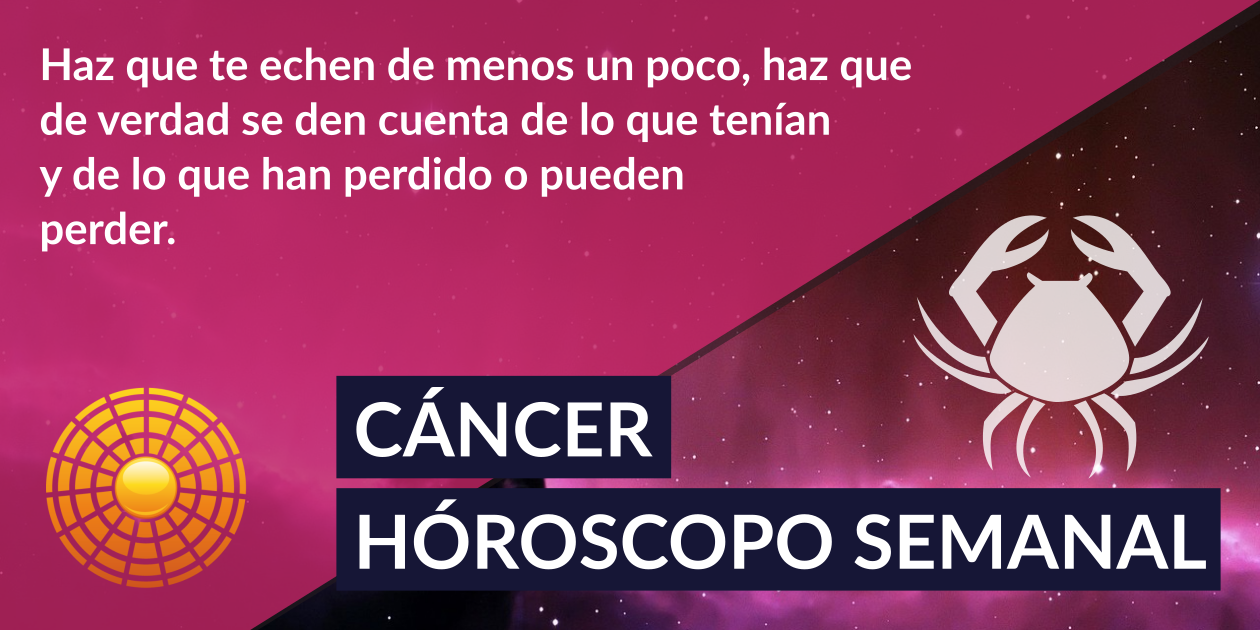 Haz que te echen de menos un poco, haz que
de verdad se den cuenta de lo que tenían
y de lo que han perdido o pueden
perder.
CÁNCER
HÓROSCOPO SEMANAL